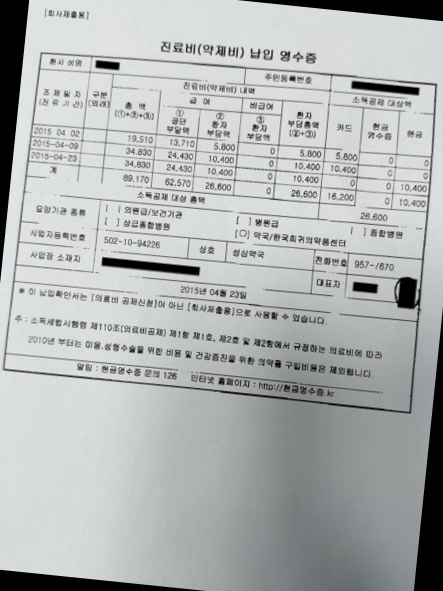 [회사제출용]
진료비(약제비) 납입 영수증
환자 성명 주민등록번호
진료비(약제비) 내역 소득공제 대상액
조제일자 (진료기간) 구분 (외래) 총액 (①+②+③) 급여 비급여 환자 부담총액 (②+③) 카드 현금 영수증 현금
① 공단 부담액 ② 환자 부담액 ③ 환자 부담액
2015 04 02 19,510 13,710 5,800 0 5,800 5,800 0 0
2015-04-09 34,830 24,430 10,400 0 10,400 10,400 0 0
2015-04-23 34,830 24,430 10,400 0 10,400 0 0 10,400
계 89,170 62,570 26,600 0 26,600 16,200 0 10,400
소득공제 대상 총액 26,600
요양기관 종류 [ ] 의원급/보건기관 [ ] 병원급 [ ] 종합병원
[ ] 상급종합병원 [○] 약국/한국희귀의약품센터
사업자등록번호 502-10-94226 상호 성심약국 전화번호 957-/670
사업장 소재지 대표자
2015년 04월 23일
※ 이 납입확인서는 [의료비 공제신청]이 아닌 [회사제출용]으로 사용할 수 있습니다.
주 : 소득세법시행령 제110조(의료비공제) 제1항 제1호, 제2호 및 제2항에서 규정하는 의료비에 따라
2010년 부터는 미용,성형수술을 위한 비용 및 건강증진을 위한 의약품 구입비용은 제외됩니다.
알림 : 현금영수증 문의 126 인터넷 홈페이지 : http://현금영수증.kr